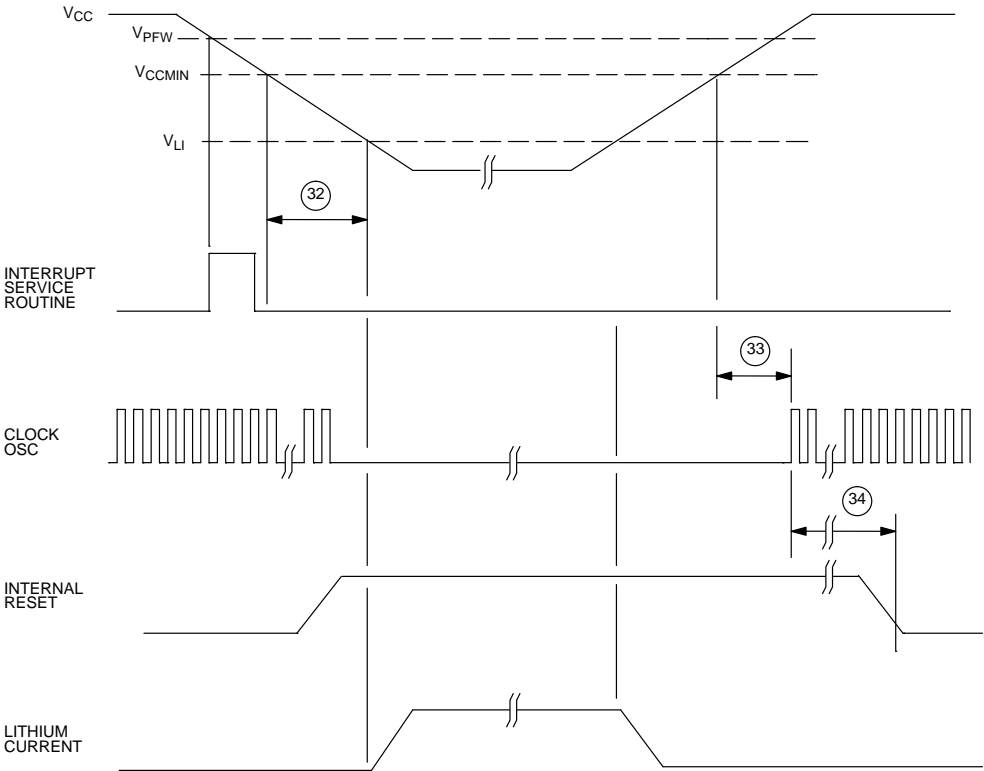 VCC
VPFW
VCCMIN
VLI
32
INTERRUPT
SERVICE
ROUTINE
33
CLOCK
OSC
34
INTERNAL
RESET
LITHIUM
CURRENT